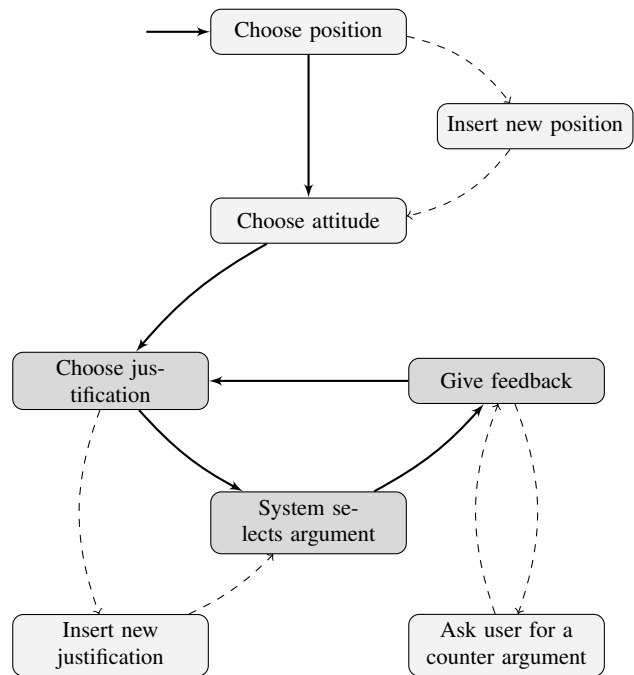 Choose position
Insert new position
Choose attitude
Choose jus-
tification
Give feedback
System se-
lects argument
Insert new
justification
Ask user for a
counter argument